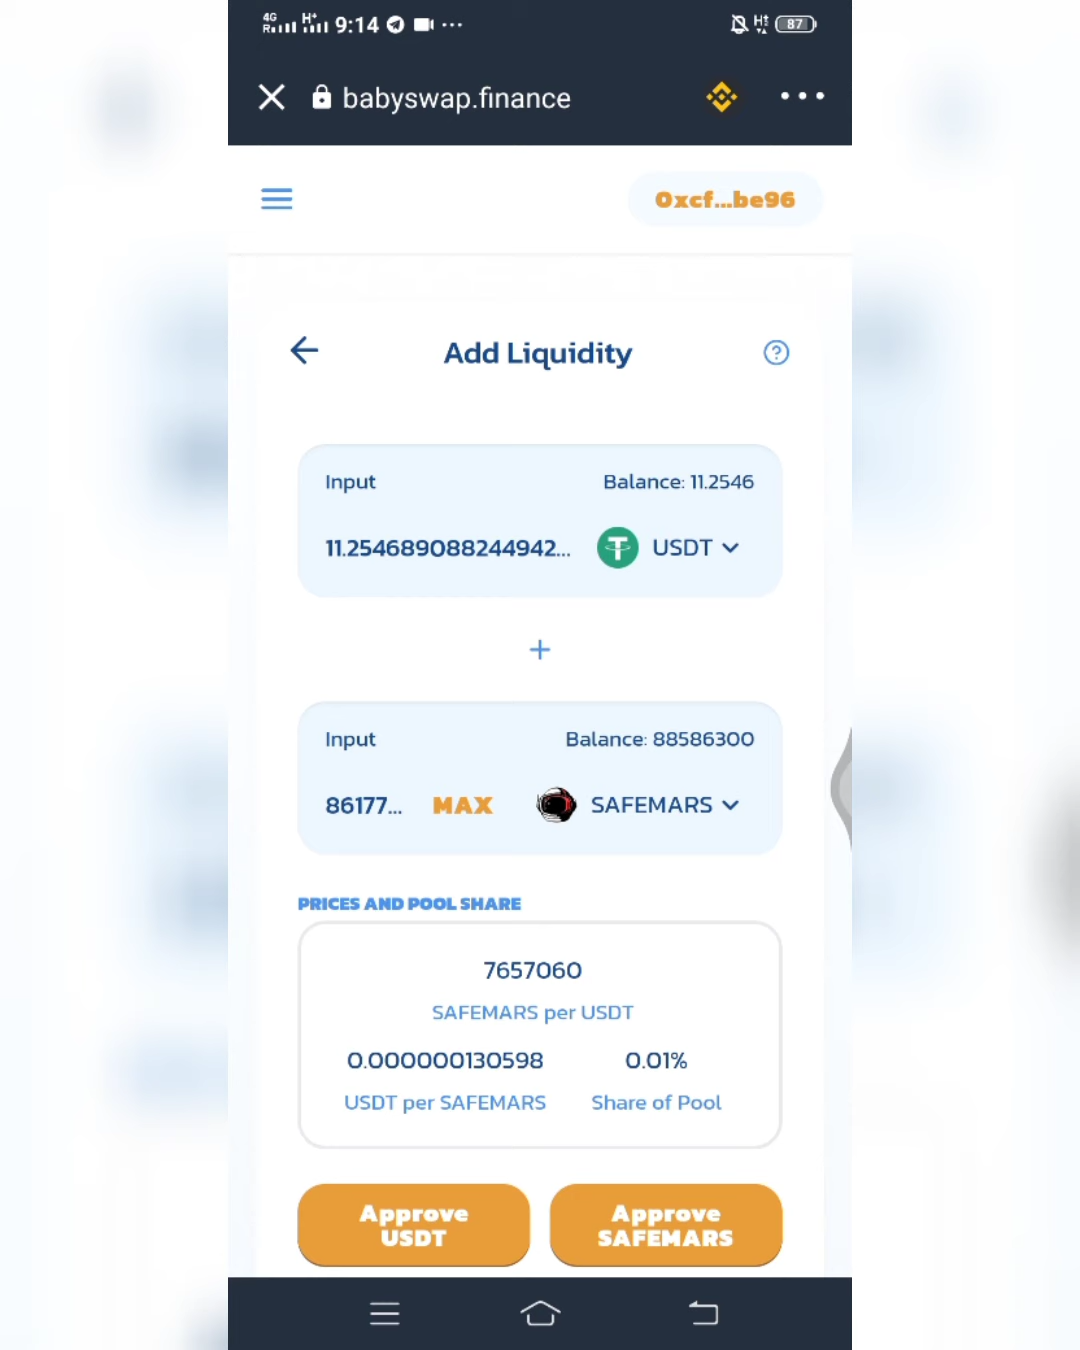 4G
R
H+
9:14
87
babyswap.finance
0xcf...be96
Add Liquidity
?
Input
Balance: 11.2546
11.254689088244942...
USDT
+
Input
Balance: 88586300
86177...
MAX
SAFEMARS
PRICES AND POOL SHARE
7657060
SAFEMARS per USDT
0.000000130598
0.01%
USDT per SAFEMARS
Share of Pool
Approve
USDT
Approve
SAFEMARS